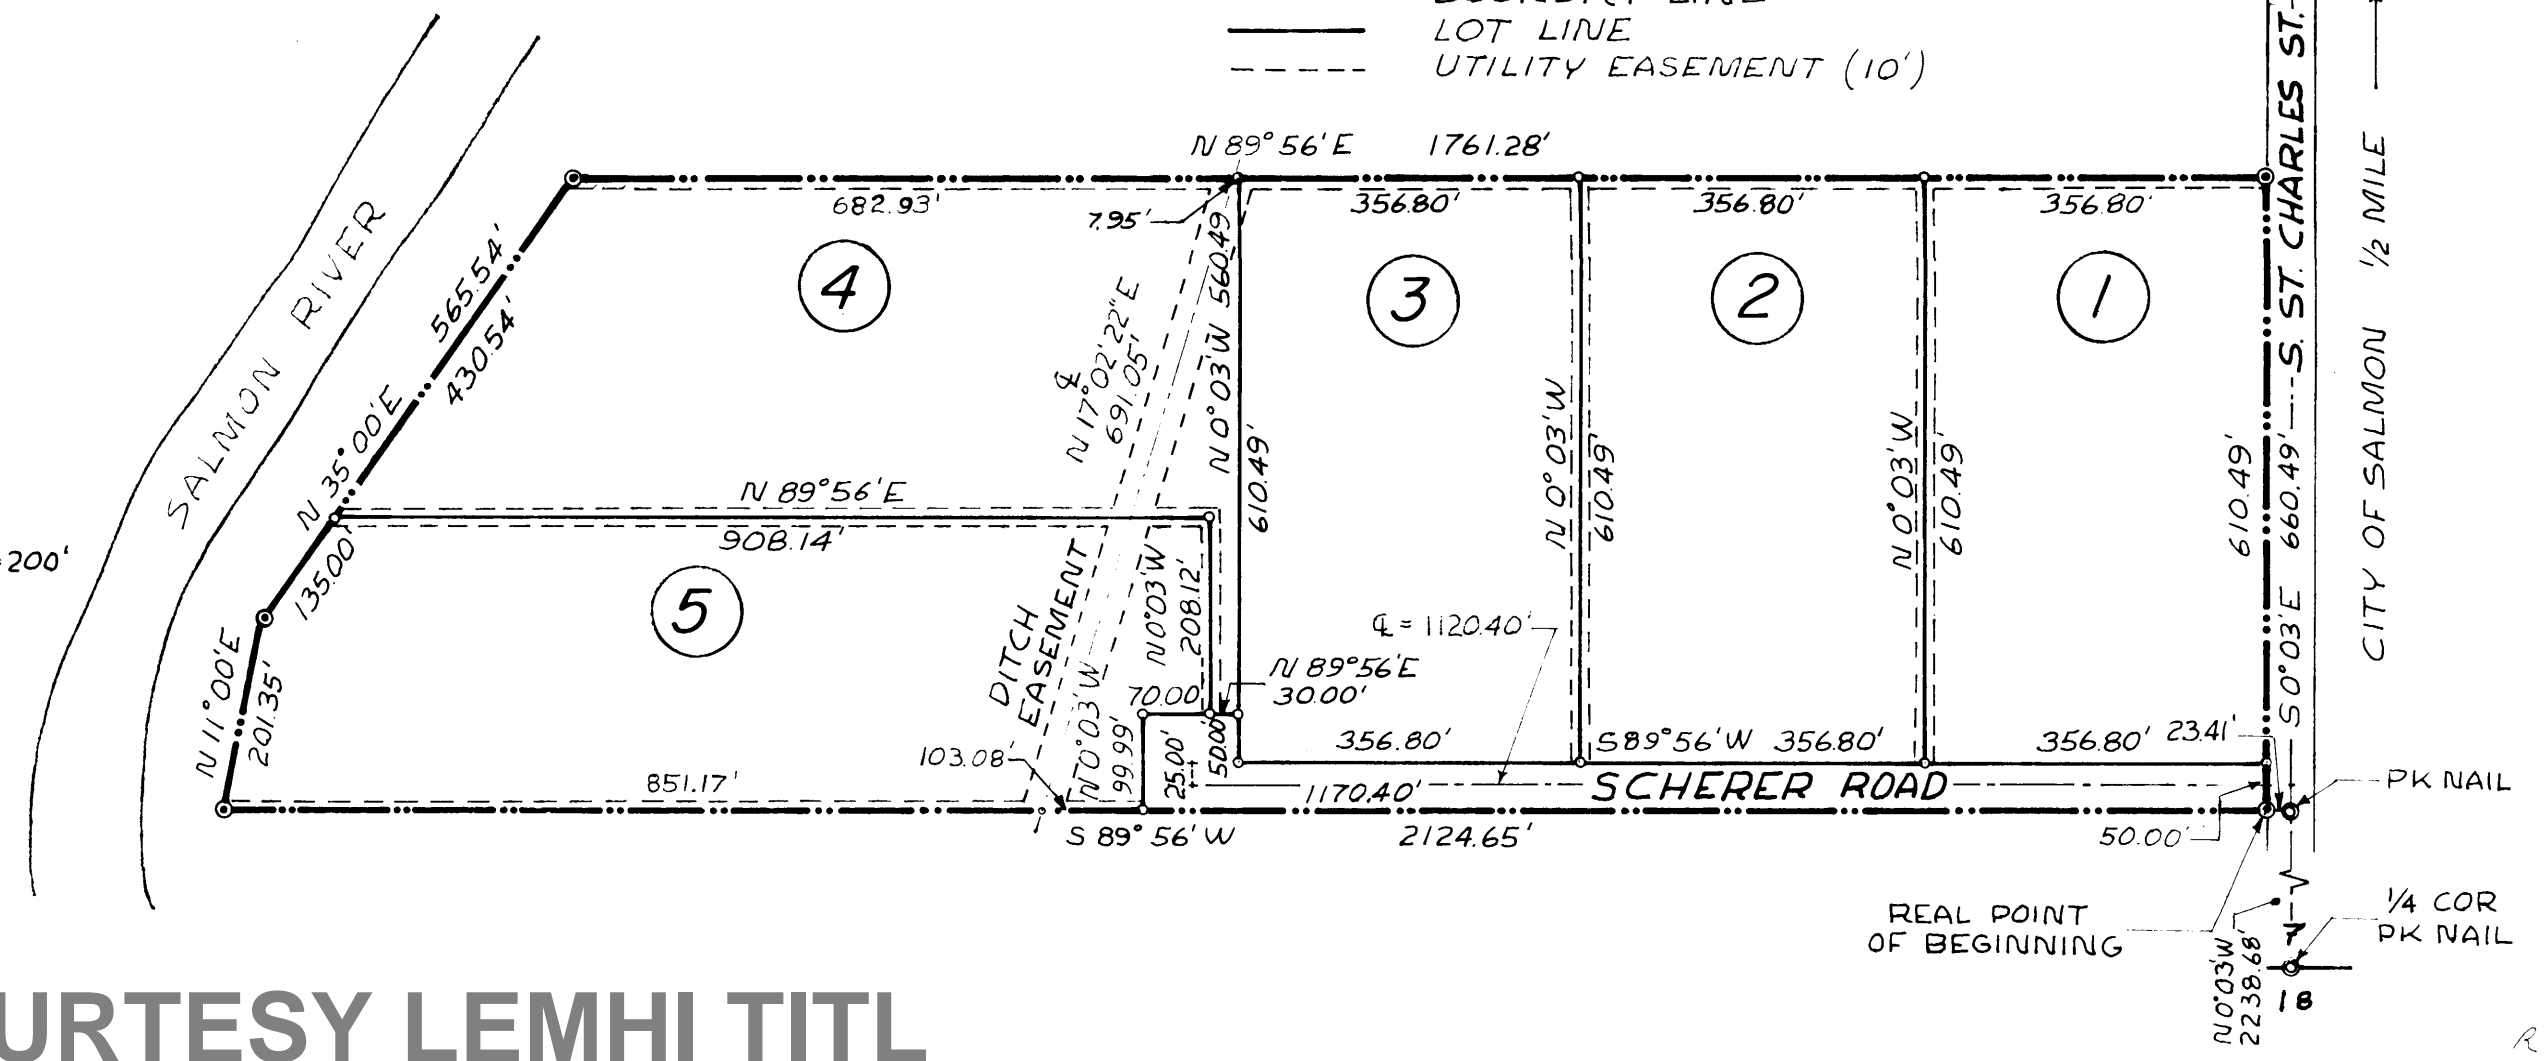 LOT LINE
UTILITY EASEMENT (10')
N 89°56'E 1761.28'
682.93'
7.95'
356.80'
356.80'
356.80'
S. ST. CHARLES ST.
CITY OF SALMON 1/2 MILE
SALMON RIVER
4
3
2
1
565.54'
430.54'
N 35°00'E
135.00'
℄
N 17°02'22"E
691.05'
N 0°03'W 560.49
610.49'
N 0°03'W
610.49'
N 0°03'W
610.49'
610.49'
S 0°03'E 660.49'
N 89°56'E
908.14'
=200'
5
DITCH
EASEMENT
N 0°03'W
208.12'
℄ = 1120.40'
N 89°56'E
30.00'
70.00'
N 11°00'E
201.35'
N 0°03'W
99.99'
25.00'
50.00'
103.08'
851.17'
356.80'
S 89°56'W 356.80'
356.80'
23.41'
1170.40'
SCHERER ROAD
PK NAIL
S 89°56'W
2124.65'
50.00'
REAL POINT
OF BEGINNING
1/4 COR
PK NAIL
N 0°03'W
2238.68'
7
18
URTESY LEMHI TITL
R